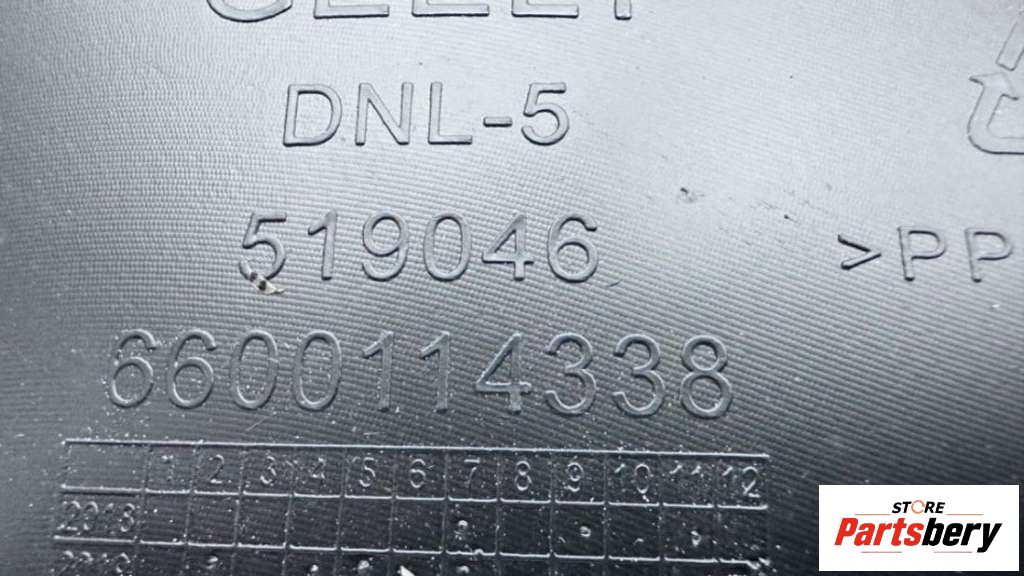 DNL-5
519046
>PP
6600114338
1 2 3 4 5 6 7 8 9 10 11 12
2018
STORE
Partsbery